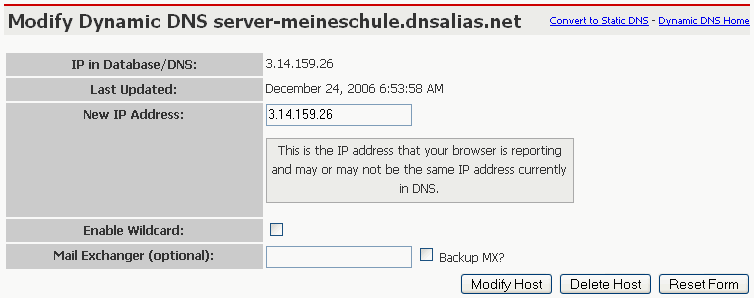 Modify Dynamic DNS server-meineschule.dnsalias.net
Convert to Static DNS - Dynamic DNS Home
IP in Database/DNS: 3.14.159.26
Last Updated: December 24, 2006 6:53:58 AM
New IP Address: 3.14.159.26
This is the IP address that your browser is reporting
and may or may not be the same IP address currently
in DNS.
Enable Wildcard:
Mail Exchanger (optional): Backup MX?
Modify Host Delete Host Reset Form